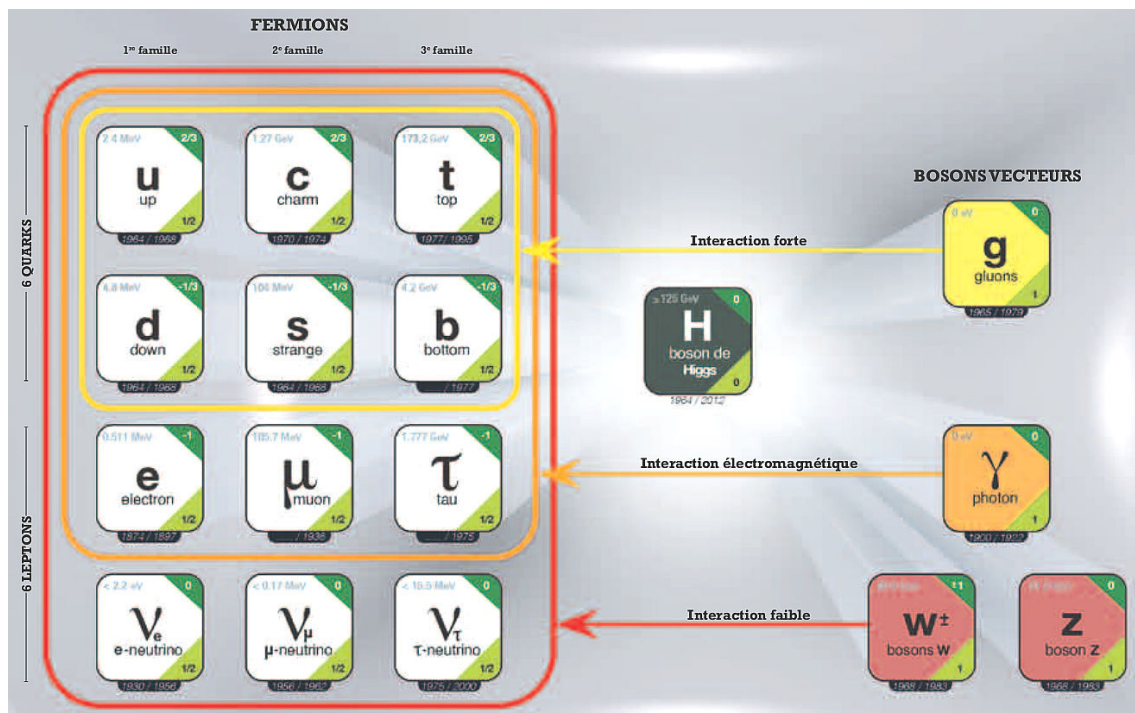 FERMIONS
1re famille
2e famille
3e famille
6 QUARKS
2.4 MeV
2/3
u
up
1/2
1964 / 1968
1.27 GeV
2/3
c
charm
1/2
1970 / 1974
173,2 GeV
2/3
t
top
1/2
1977 / 1995
4.8 MeV
-1/3
d
down
1/2
1964 / 1968
104 MeV
-1/3
s
strange
1/2
1964 / 1968
4.2 GeV
-1/3
b
bottom
1/2
/ 1977
6 LEPTONS
0.511 MeV
-1
e
electron
1/2
1874 / 1897
105.7 MeV
-1
μ
muon
1/2
/ 1936
1.777 GeV
-1
τ
tau
1/2
/ 1975
< 2.2 eV
0
νe
e-neutrino
1/2
1930 / 1956
< 0.17 MeV
0
νμ
μ-neutrino
1/2
1956 / 1962
< 15.5 MeV
0
ντ
τ-neutrino
1/2
1975 / 2000
BOSONS VECTEURS
Interaction forte
0 eV
0
g
gluons
1
1965 / 1979
125 GeV
0
H
boson de
Higgs
0
1964 / 2012
Interaction électromagnétique
0 eV
0
γ
photon
1
1900 / 1922
Interaction faible
±1
W±
bosons W
1
1968 / 1983
0
Z
boson Z
1
1968 / 1983